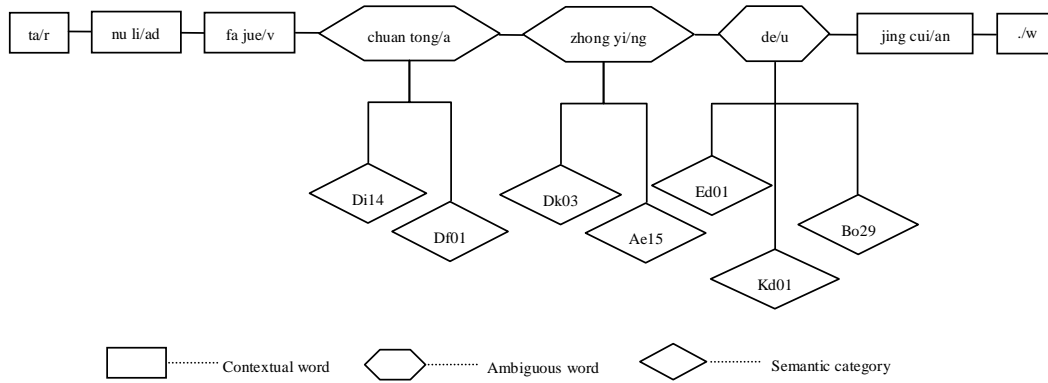 ta/r nu li/ad fa jue/v chuan tong/a zhong yi/ng de/u jing cui/an ./w
Di14 Dk03 Ed01
Df01 Ae15 Bo29
Kd01
Contextual word Ambiguous word Semantic category